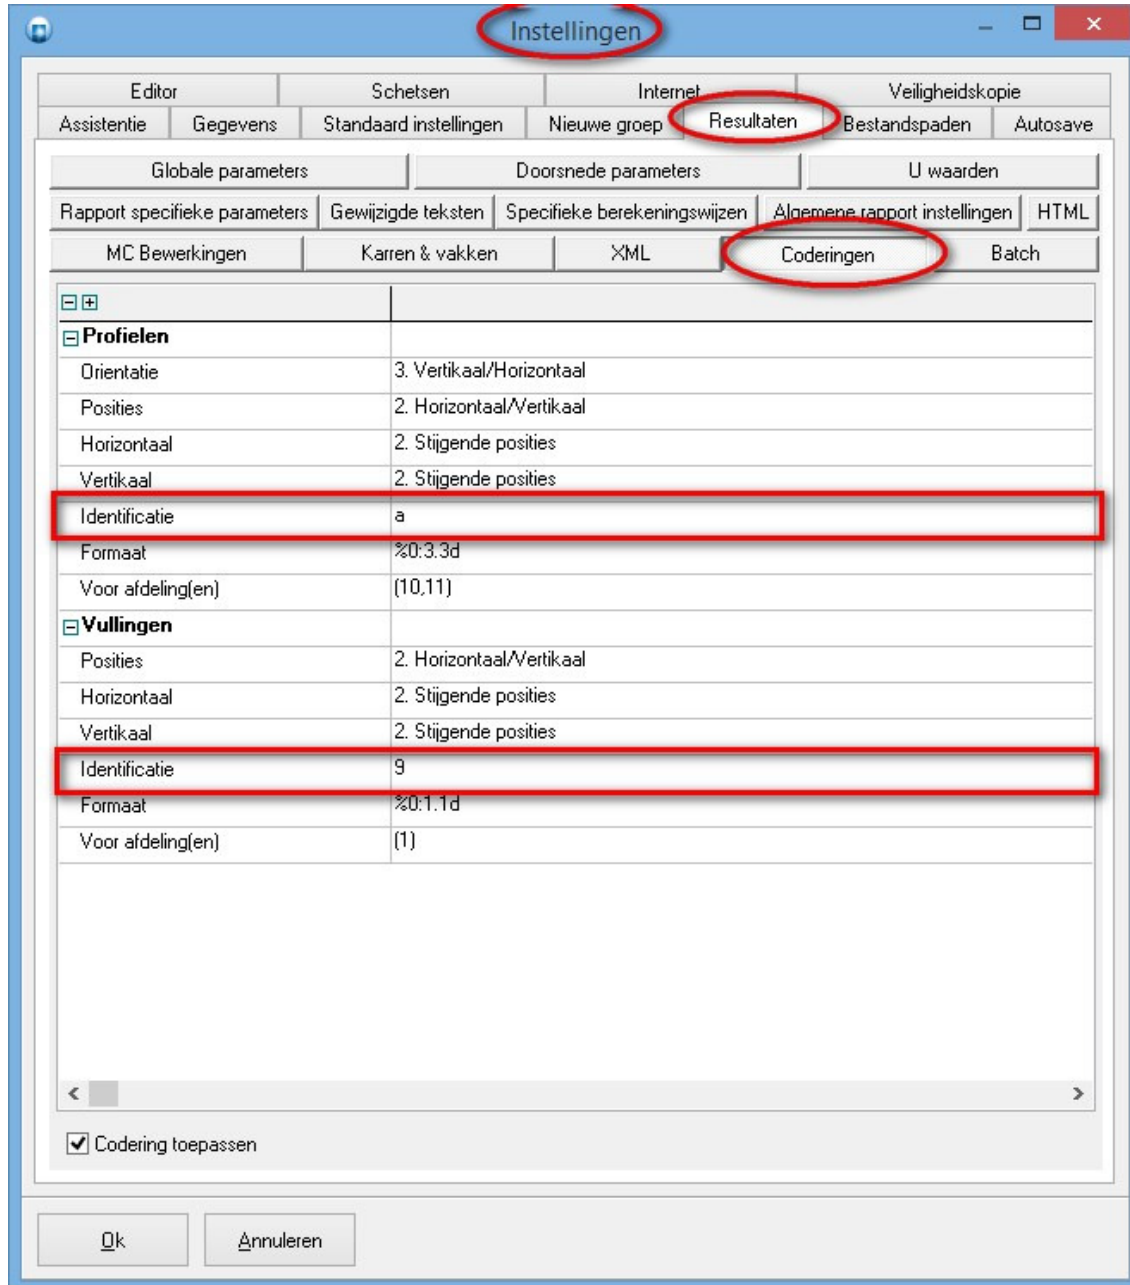 Instellingen
Editor Schetsen Internet Veiligheidskopie
Assistentie Gegevens Standaard instellingen Nieuwe groep Resultaten Bestandspaden Autosave
Globale parameters Doorsnede parameters U waarden
Rapport specifieke parameters Gewijzigde teksten Specifieke berekeningswijzen Algemene rapport instellingen HTML
MC Bewerkingen Karren & vakken XML Coderingen Batch
Profielen
Orientatie 3. Vertikaal/Horizontaal
Posities 2. Horizontaal/Vertikaal
Horizontaal 2. Stijgende posities
Vertikaal 2. Stijgende posities
Identificatie a
Formaat %0:3.3d
Voor afdeling(en) (10,11)
Vullingen
Posities 2. Horizontaal/Vertikaal
Horizontaal 2. Stijgende posities
Vertikaal 2. Stijgende posities
Identificatie 9
Formaat %0:1.1d
Voor afdeling(en) (1)
Codering toepassen
Ok Annuleren